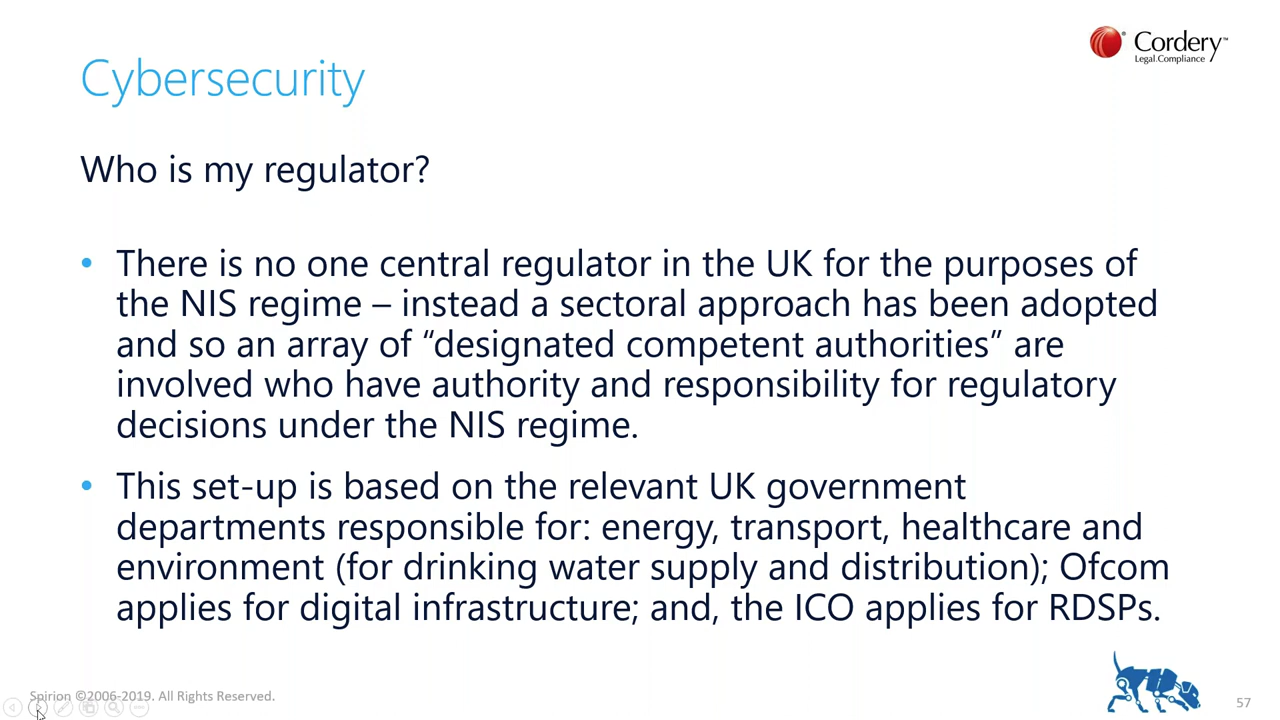 Cordery™
Legal.Compliance
Cybersecurity
Who is my regulator?
• There is no one central regulator in the UK for the purposes of
the NIS regime – instead a sectoral approach has been adopted
and so an array of “designated competent authorities” are
involved who have authority and responsibility for regulatory
decisions under the NIS regime.
• This set-up is based on the relevant UK government
departments responsible for: energy, transport, healthcare and
environment (for drinking water supply and distribution); Ofcom
applies for digital infrastructure; and, the ICO applies for RDSPs.
Spirion ©2006-2019. All Rights Reserved.
57